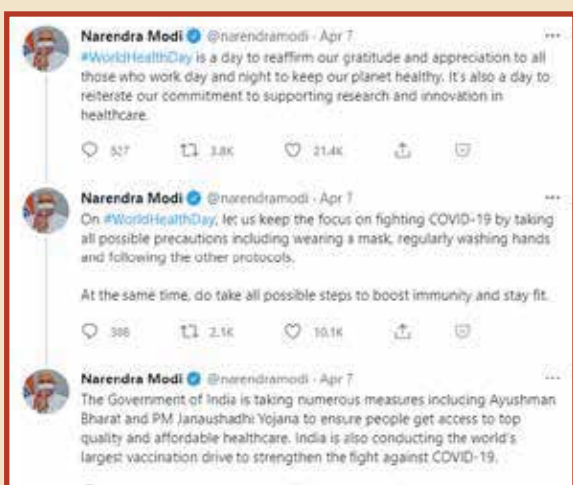 Narendra Modi @narendramodi · Apr 7
#WorldHealthDay is a day to reaffirm our gratitude and appreciation to all
those who work day and night to keep our planet healthy. It's also a day to
reiterate our commitment to supporting research and innovation in
healthcare.
527 3.8K 21.4K
Narendra Modi @narendramodi · Apr 7
On #WorldHealthDay, let us keep the focus on fighting COVID-19 by taking
all possible precautions including wearing a mask, regularly washing hands
and following the other protocols.
At the same time, do take all possible steps to boost immunity and stay fit.
2.1K 10.1K
Narendra Modi @narendramodi · Apr 7
The Government of India is taking numerous measures including Ayushman
Bharat and PM Janaushadhi Yojana to ensure people get access to top
quality and affordable healthcare. India is also conducting the world's
largest vaccination drive to strengthen the fight against COVID-19.